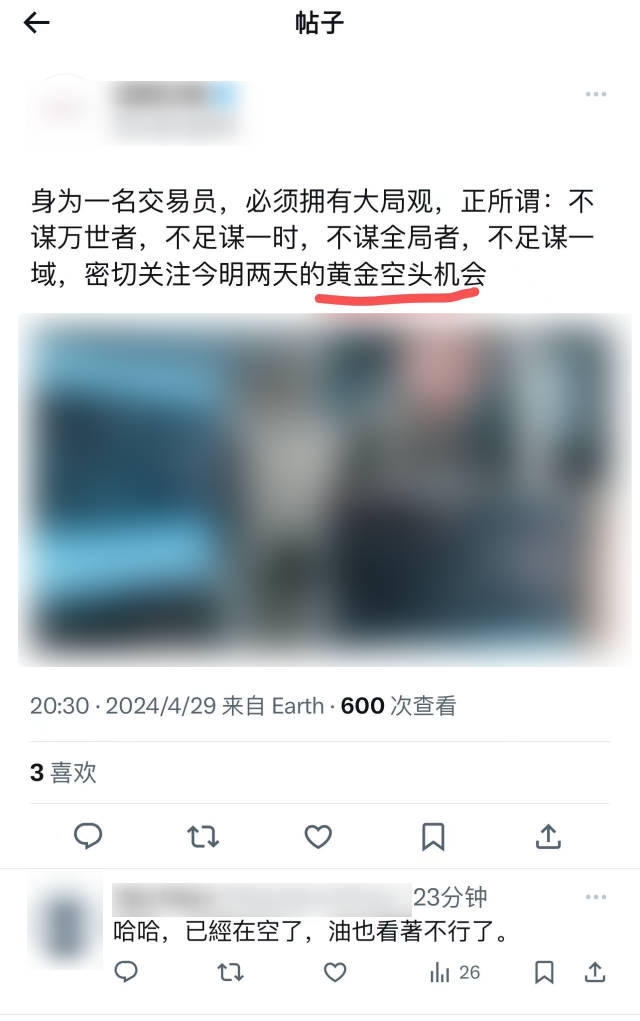 帖子
身为一名交易员，必须拥有大局观，正所谓：不
谋万世者，不足谋一时，不谋全局者，不足谋一
域，密切关注今明两天的黄金空头机会
20:30 · 2024/4/29 来自 Earth · 600 次查看
3 喜欢
23分钟
哈哈，已經在空了，油也看著不行了。
26